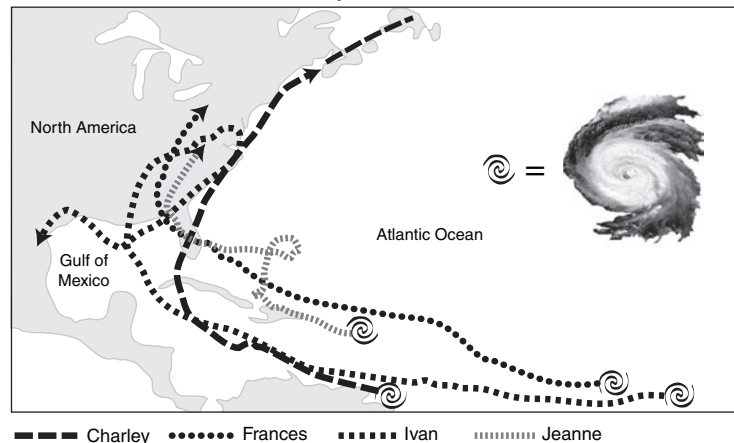 North America
=
Atlantic Ocean
Gulf of
Mexico
Charley Frances Ivan Jeanne